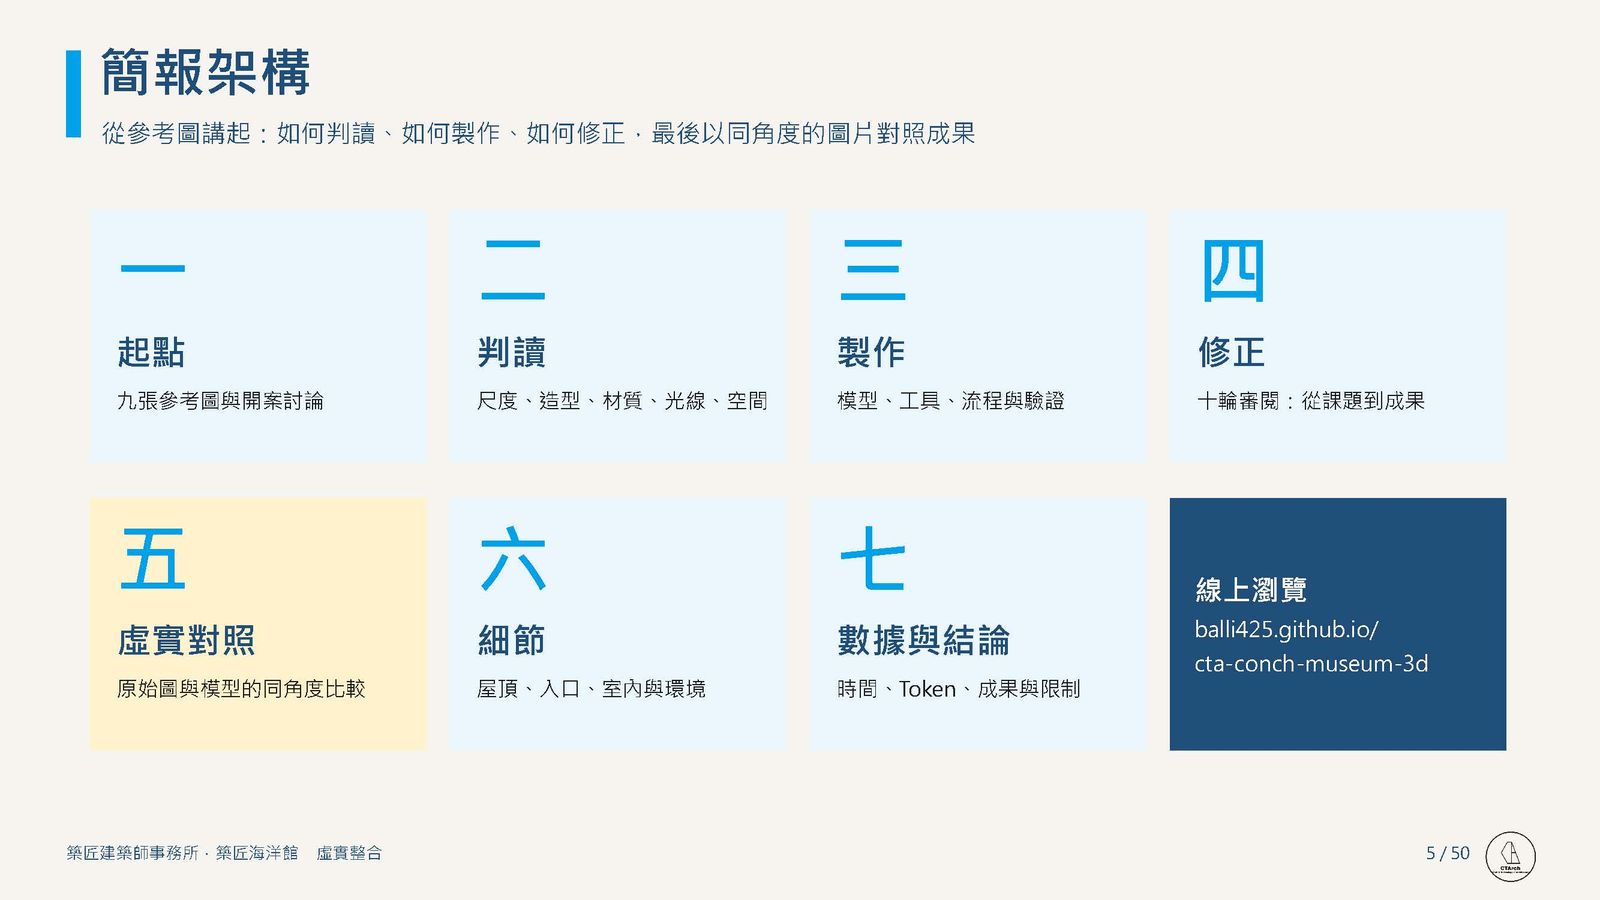 簡報架構
從參考圖講起：如何判讀、如何製作、如何修正，最後以同角度的圖片對照成果
一
起點
九張參考圖與開案討論
二
判讀
尺度、造型、材質、光線、空間
三
製作
模型、工具、流程與驗證
四
修正
十輪審閱：從課題到成果
五
虛實對照
原始圖與模型的同角度比較
六
細節
屋頂、入口、室內與環境
七
數據與結論
時間、Token、成果與限制
線上瀏覽
balli425.github.io/
cta-conch-museum-3d
築匠建築師事務所．築匠海洋館　虛實整合
5 / 50
CTArch